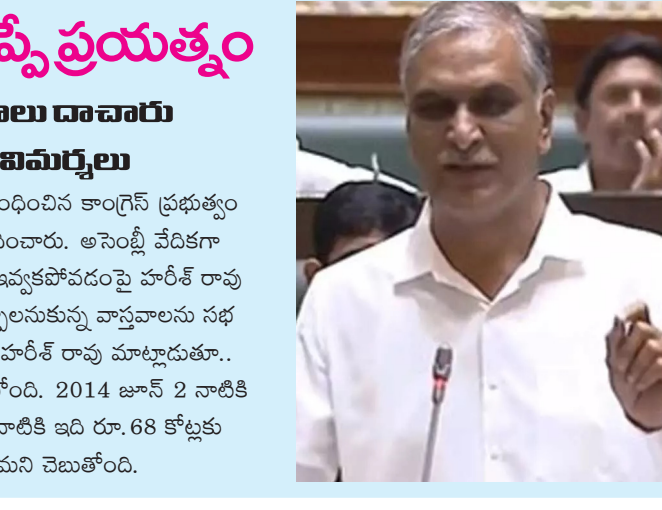 ప్పే ప్రయత్నం
లు దాచారు
విమర్శలు
ంధించిన కాంగ్రెస్ ప్రభుత్వం
పించారు. అసెంబ్లీ వేదికగా
ఇవ్వకపోవడంపై హరీశ్ రావు
ప్పాలనుకున్న వాస్తవాలను సభ
హరీశ్ రావు మాట్లాడుతూ..
ోంది. 2014 జూన్ 2 నాటికి
నాటికి ఇది రూ.68 కోట్లకు
మని చెబుతోంది.